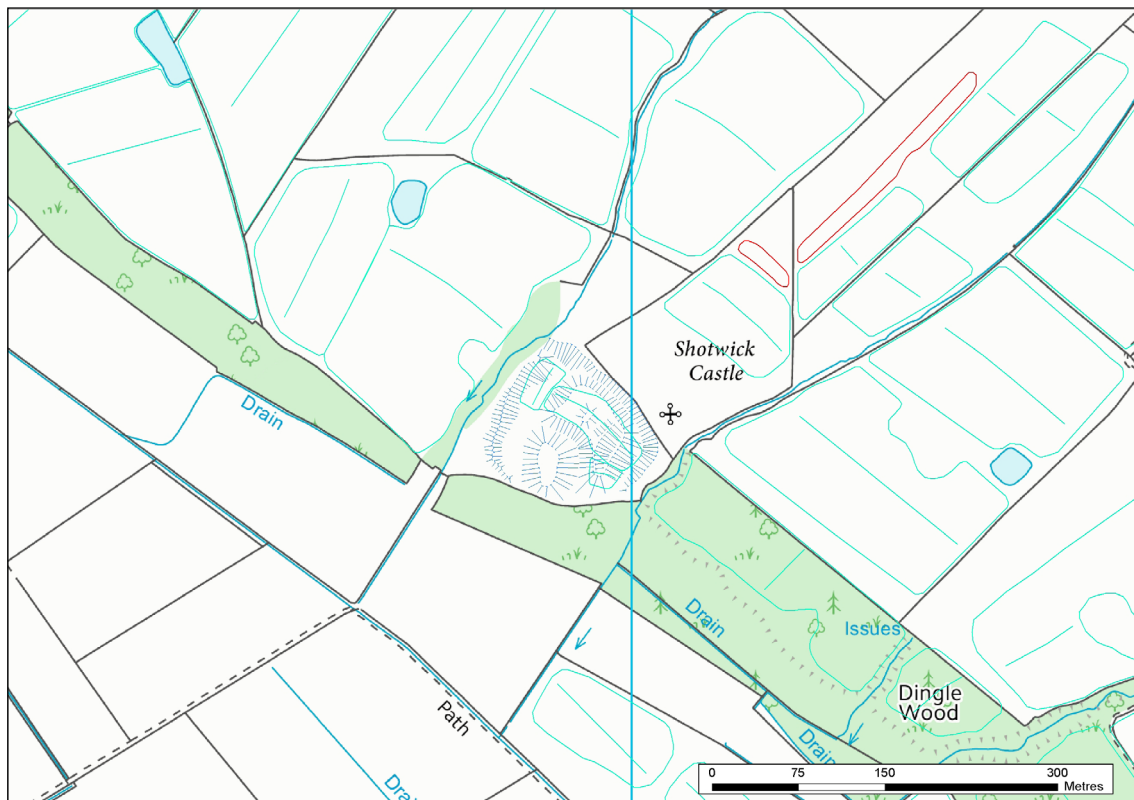 Shotwick
Castle
Drain
Drain
Issues
Dingle
Wood
Path
Drain
0 75 150 300
Metres